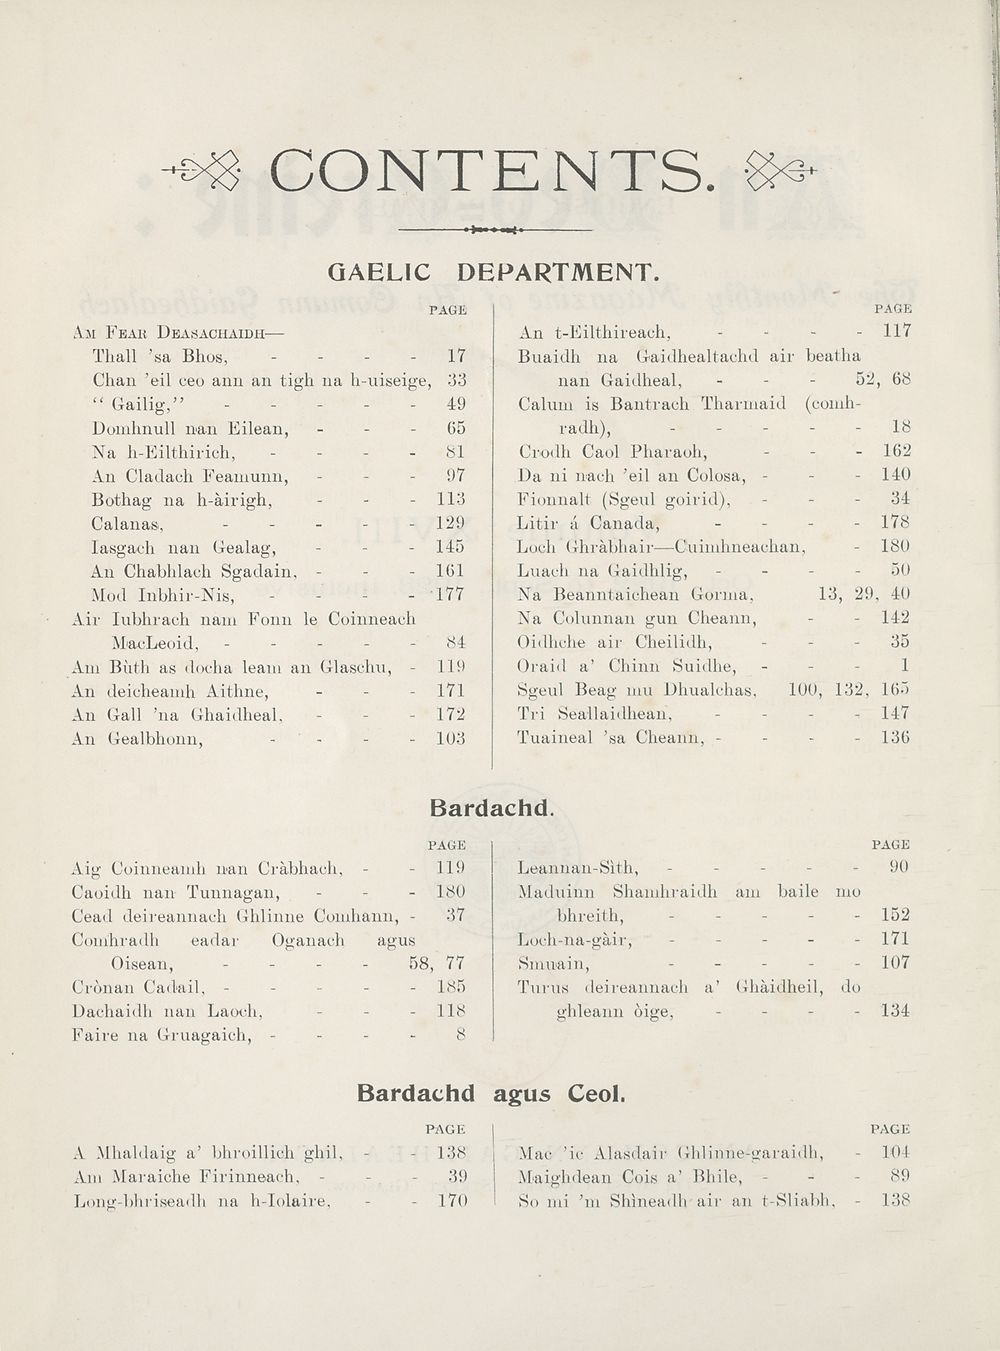 CONTENTS.
GAELIC DEPARTMENT.
PAGE
AM FEAR DEASACHAIDH—
Thall 'sa Bhos, - - - - 17
Chan 'eil ceo ann an tigh na h-uiseige, 33
“ Gailig,” - - - - - 49
Domhnull nan Eilean, - - - 65
Na h-Eilthirich, - - - - 81
An Cladach Feamunn, - - - 97
Bothag na h-àirigh, - - - 113
Calanas, - - - - - 129
Iasgach nan Gealag, - - - 145
An Chabhlach Sgadain, - - - 161
Mod Inbhir-Nis, - - - - 177
Air Iubhrach nam Fonn le Coinneach
MacLeoid, - - - - - 84
Am Bùth as docha leam an Glaschu, - 119
An deicheamh Aithne, - - - 171
An Gall 'na Ghaidheal, - - - 172
An Gealbhonn, - - - - 103
PAGE
An t-Eilthireach, - - - - 117
Buaidh na Gaidhealtachd air beatha
nan Gaidheal, - - - 52, 68
Calum is Bantrach Tharmaid (comh-
radh), - - - - - 18
Crodh Caol Pharaoh, - - - 162
Da ni nach 'eil an Colosa, - - - 140
Fionnalt (Sgeul goirid), - - - 34
Litir á Canada, - - - - 178
Loch Ghràbhair—Cuimhneachan, - 180
Luach na Gaidhlig, - - - - 50
Na Beanntaichean Gorma, 13, 29, 40
Na Colunnan gun Cheann, - - 142
Oidhche air Cheilidh, - - - 35
Oraid a' Chinn Suidhe, - - - 1
Sgeul Beag mu Dhualchas, 100, 132, 165
Tri Seallaidhean, - - - - 147
Tuaineal 'sa Cheann, - - - - 136
Bardachd.
PAGE
Aig Coinneamh nan Cràbhach, - - 119
Caoidh nan Tunnagan, - - - 180
Cead deireannach Ghlinne Comhann, - 37
Comhradh eadar Oganach agus
Oisean, - - - - 58, 77
Crònan Cadail, - - - - - 185
Dachaidh nan Laoch, - - - 118
Faire na Gruagaich, - - - - 8
PAGE
Leannan-Sìth, - - - - - 90
Maduinn Shamhraidh am baile mo
bhreith, - - - - - 152
Loch-na-gàir, - - - - - 171
Smuain, - - - - - 107
Turus deireannach a' Ghàidheil, do
ghleann òige, - - - - 134
Bardachd agus Ceol.
PAGE
A Mhaldaig a' bhroillich ghil, - - 138
Am Maraiche Firinneach, - - - 39
Long-bhriseadh na h-Iolaire, - - 170
PAGE
Mac 'ic Alasdair Ghlinne-garaidh, - 104
Maighdean Cois a' Bhile, - - - 89
So mi 'm Shìneadh air an t-Sliabh, - 138